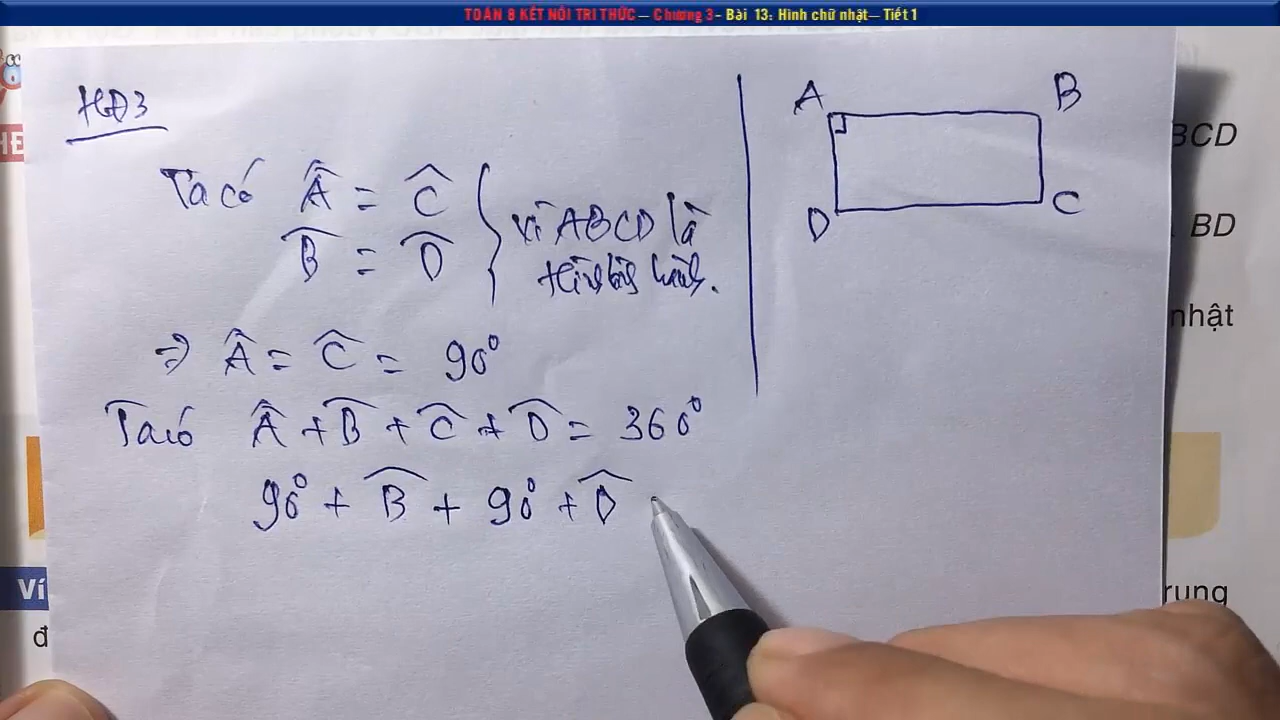 TOÁN 8 KẾT NỐI TRI THỨC – Chương 3 - Bài 13: Hình chữ nhật – Tiết 1
HĐ3
Ta có Â = Ĉ
B̂ = D̂
vì ABCD là
hình bình hành.
⇒ Â = Ĉ = 90°
Ta có Â + B̂ + Ĉ + D̂ = 360°
90° + B̂ + 90° + D̂
A
B
D
C
BCD
BD
nhật
Ví
đ
rung